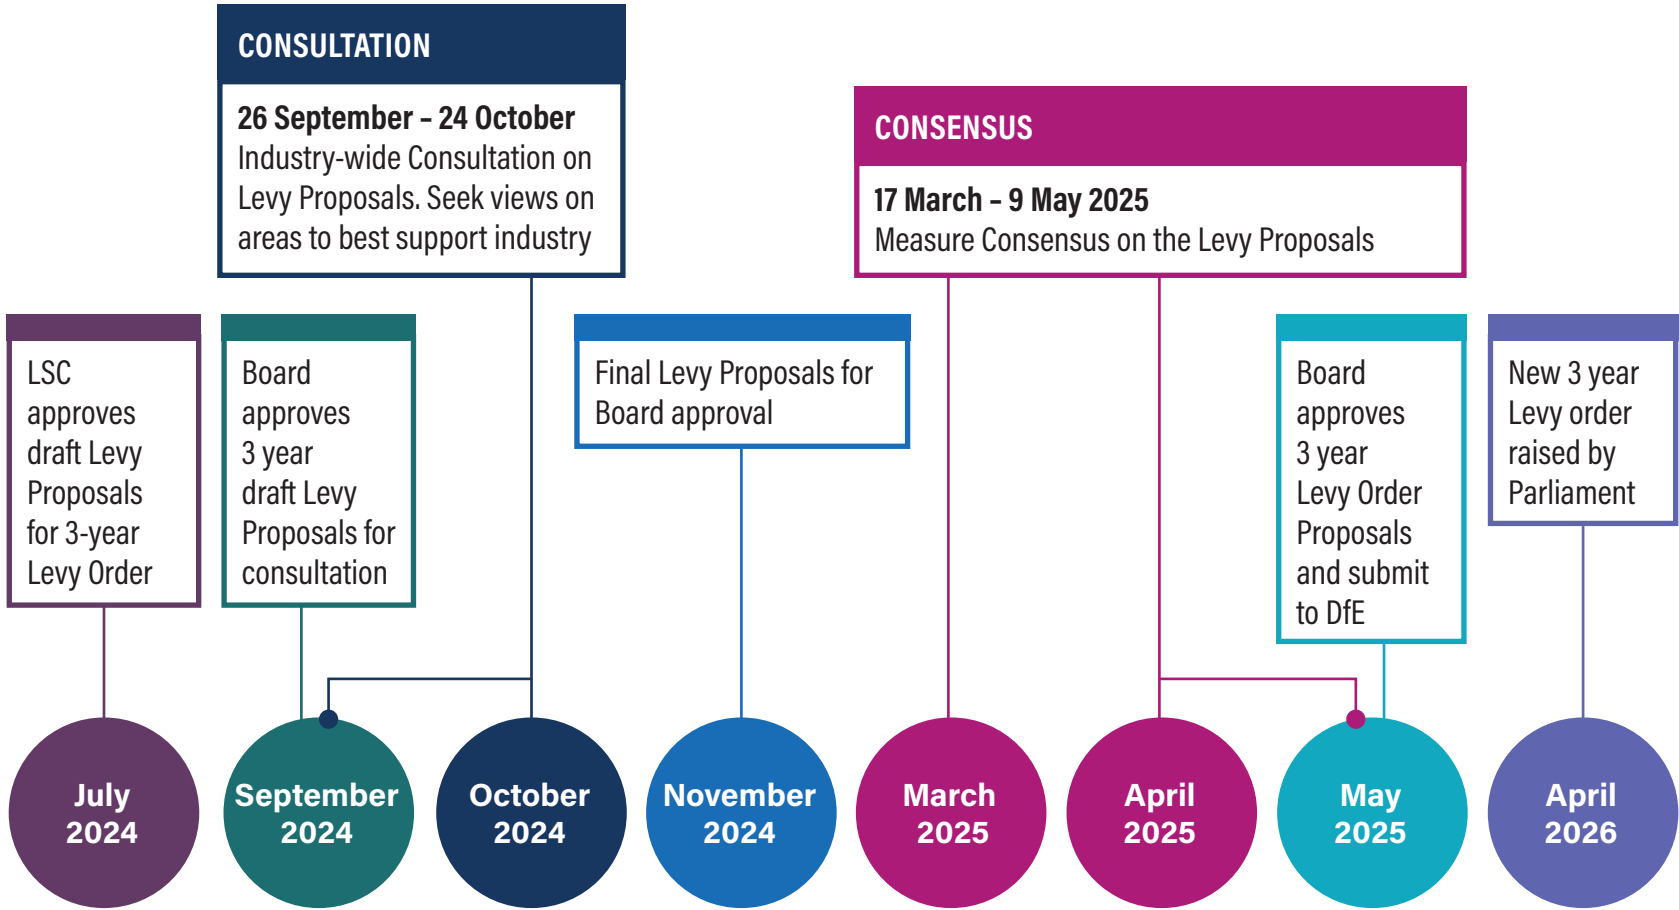 CONSULTATION
26 September – 24 October
Industry-wide Consultation on
Levy Proposals. Seek views on
areas to best support industry
CONSENSUS
17 March – 9 May 2025
Measure Consensus on the Levy Proposals
LSC
approves
draft Levy
Proposals
for 3-year
Levy Order
Board
approves
3 year
draft Levy
Proposals for
consultation
Final Levy Proposals for
Board approval
Board
approves
3 year
Levy Order
Proposals
and submit
to DfE
New 3 year
Levy order
raised by
Parliament
July
2024
September
2024
October
2024
November
2024
March
2025
April
2025
May
2025
April
2026